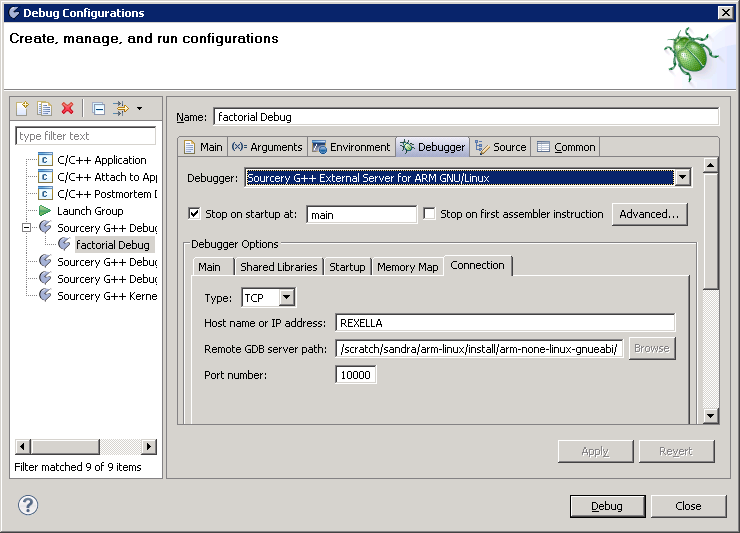 Debug Configurations
Create, manage, and run configurations
type filter text
C/C++ Application
C/C++ Attach to App
C/C++ Postmortem D
Launch Group
Sourcery G++ Debug
factorial Debug
Sourcery G++ Debug
Sourcery G++ Debug
Sourcery G++ Kerne
Filter matched 9 of 9 items
Name: factorial Debug
Main (x)= Arguments Environment Debugger Source Common
Debugger: Sourcery G++ External Server for ARM GNU/Linux
Stop on startup at: main Stop on first assembler instruction Advanced...
Debugger Options
Main Shared Libraries Startup Memory Map Connection
Type: TCP
Host name or IP address: REXELLA
Remote GDB server path: /scratch/sandra/arm-linux/install/arm-none-linux-gnueabi/ Browse
Port number: 10000
Apply Revert
? Debug Close